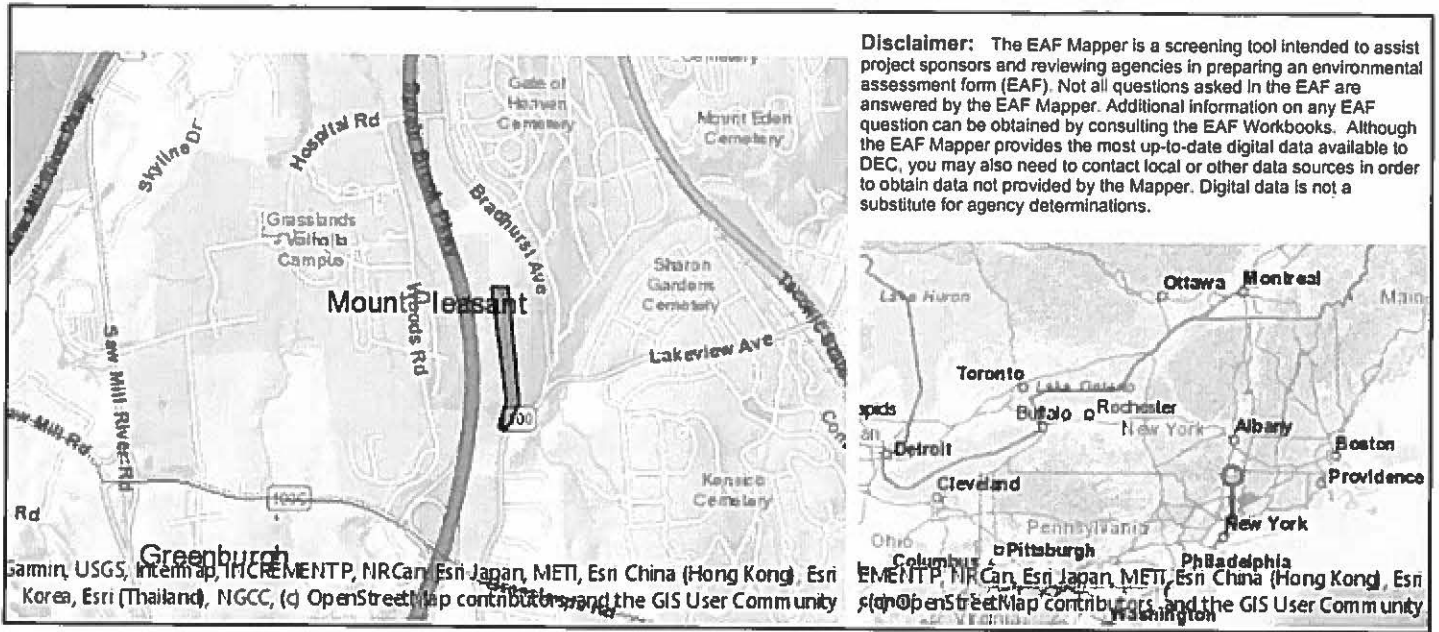 Disclaimer: The EAF Mapper is a screening tool intended to assist
project sponsors and reviewing agencies in preparing an environmental
assessment form (EAF). Not all questions asked in the EAF are
answered by the EAF Mapper. Additional information on any EAF
question can be obtained by consulting the EAF Workbooks. Although
the EAF Mapper provides the most up-to-date digital data available to
DEC, you may also need to contact local or other data sources in order
to obtain data not provided by the Mapper. Digital data is not a
substitute for agency determinations.
Skyline Dr
Hospital Rd
Gate of
Heaven
Cemetery
Mount Eden
Cemetery
Bradhurst Ave
Grasslands
Valhalla
Campus
Sharon
Gardens
Cemetery
Mount Pleasant
Woods Rd
Lakeview Ave
Saw Mill River Rd
100
Rd
100C
Kensico
Cemetery
Greenburgh
Garmin, USGS, Intermap, INCREMENT P, NRCan, Esri Japan, METI, Esri China (Hong Kong), Esri
Korea, Esri (Thailand), NGCC, (c) OpenStreetMap contributors, and the GIS User Community
Lake Huron
Ottawa
Montreal
Main
Toronto
Lake Ontario
apids
Buffalo
Rochester
New York
Albany
Boston
Detroit
Providence
Cleveland
New York
Pennsylvania
Ohio
Columbus
Pittsburgh
Philadelphia
EMENT P, NRCan, Esri Japan, METI, Esri China (Hong Kong), Esri
(c) OpenStreetMap contributors, and the GIS User Community
Washington